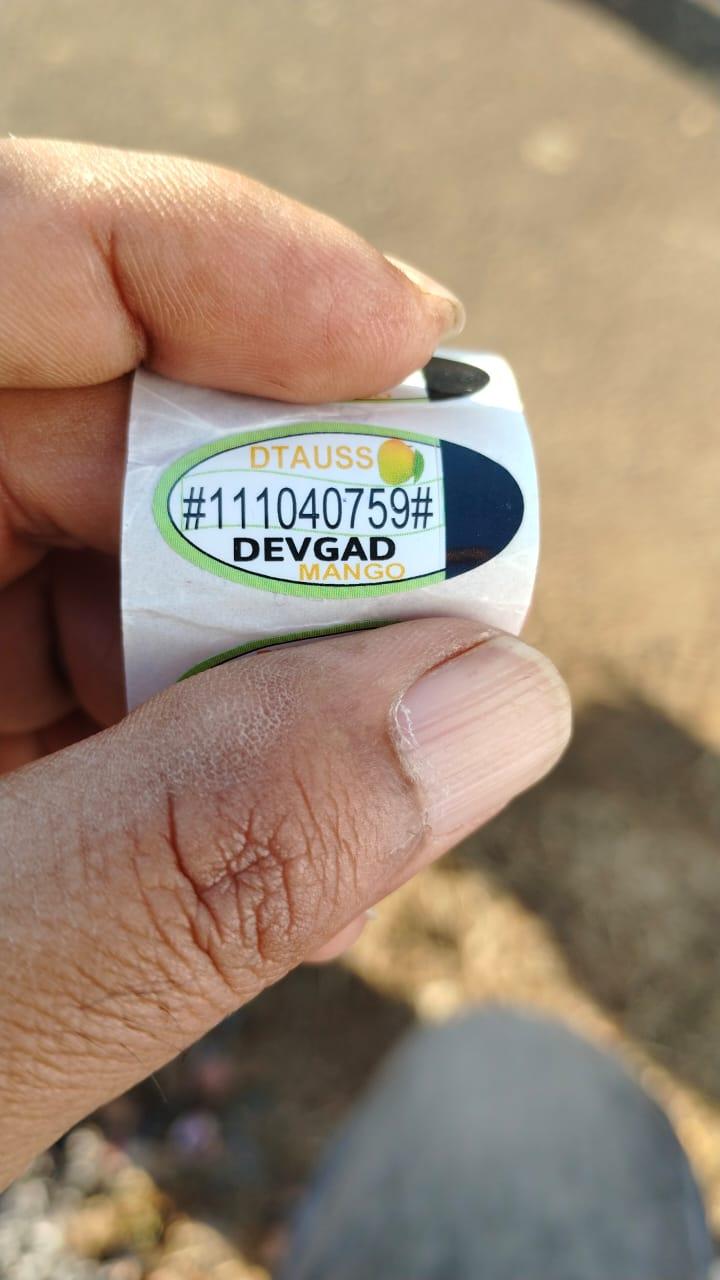 DTAUSS
#111040759#
DEVGAD
MANGO